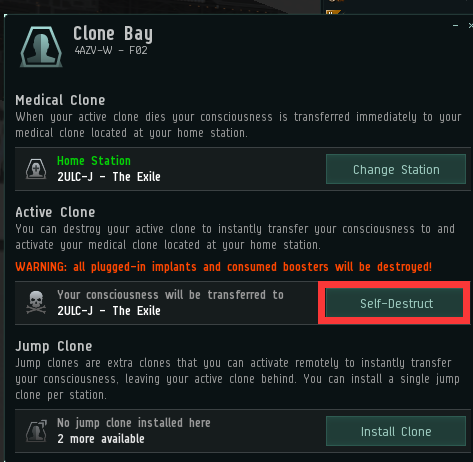 Clone Bay
4AZV-W - F02
Medical Clone
When your active clone dies your consciousness is transferred immediately to your
medical clone located at your home station.
Home Station
2ULC-J - The Exile
Change Station
Active Clone
You can destroy your active clone to instantly transfer your consciousness to and
activate your medical clone located at your home station.
WARNING: all plugged-in implants and consumed boosters will be destroyed!
Your consciousness will be transferred to
2ULC-J - The Exile
Self-Destruct
Jump Clone
Jump clones are extra clones that you can activate remotely to instantly transfer
your consciousness, leaving your active clone behind. You can install a single jump
clone per station.
No jump clone installed here
2 more available
Install Clone